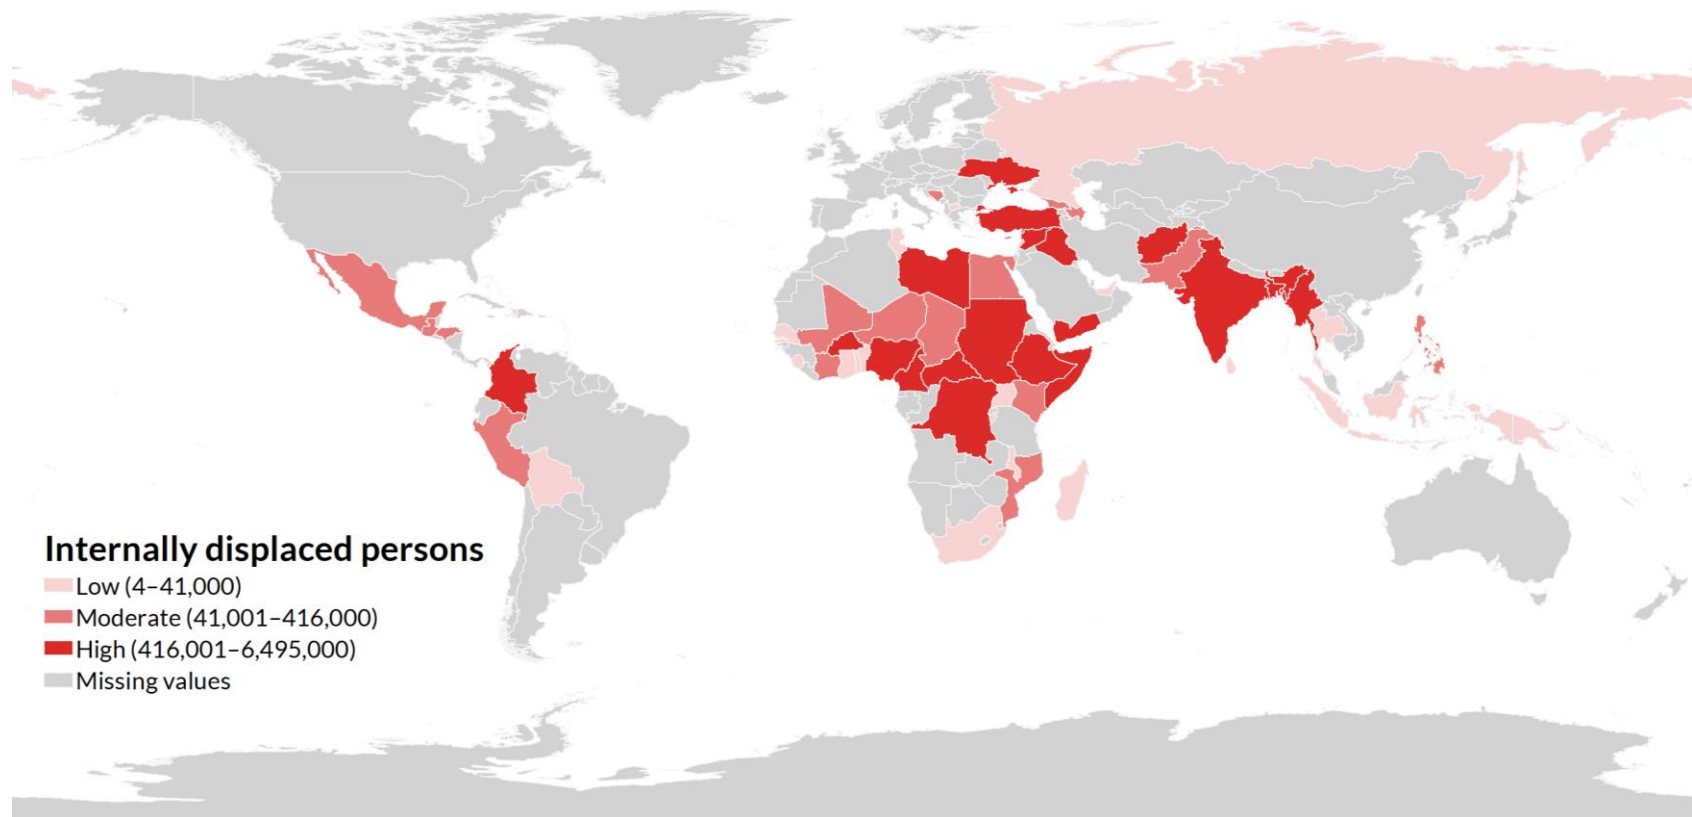 Internally displaced persons
Low (4–41,000)
Moderate (41,001–416,000)
High (416,001–6,495,000)
Missing values